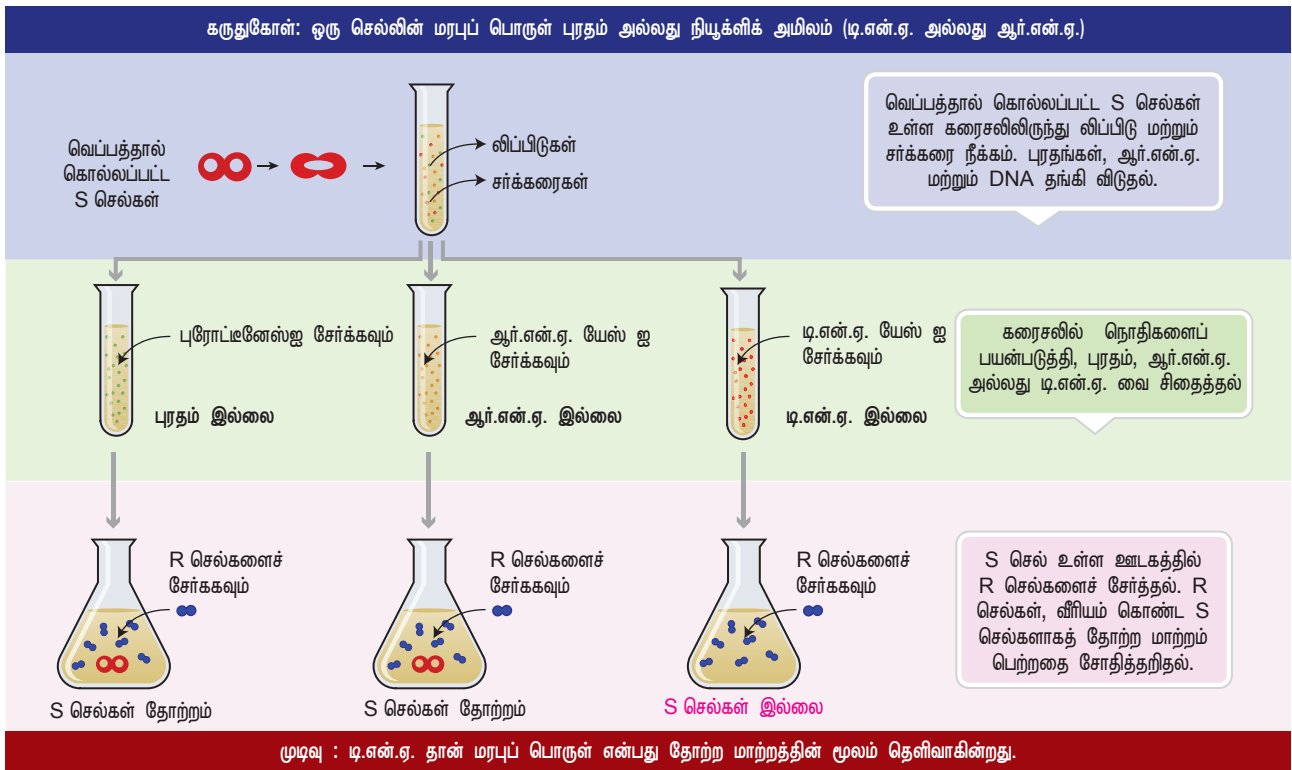 கருதுகோள்: ஒரு செல்லின் மரபுப் பொருள் புரதம் அல்லது நியூக்ளிக் அமிலம் (டி.என்.ஏ. அல்லது ஆர்.என்.ஏ.)
வெப்பத்தால்
கொல்லப்பட்ட
S செல்கள்
லிப்பிடுகள்
சர்க்கரைகள்
வெப்பத்தால் கொல்லப்பட்ட S செல்கள்
உள்ள கரைசலிலிருந்து லிப்பிடு மற்றும்
சர்க்கரை நீக்கம். புரதங்கள், ஆர்.என்.ஏ.
மற்றும் DNA தங்கி விடுதல்.
புரோட்டீனேஸ்ஐ சேர்க்கவும்
புரதம் இல்லை
ஆர்.என்.ஏ. யேஸ் ஐ
சேர்க்கவும்
ஆர்.என்.ஏ. இல்லை
டி.என்.ஏ. யேஸ் ஐ
சேர்க்கவும்
டி.என்.ஏ. இல்லை
கரைசலில் நொதிகளைப்
பயன்படுத்தி, புரதம், ஆர்.என்.ஏ.
அல்லது டி.என்.ஏ. வை சிதைத்தல்
R செல்களைச்
சேர்ககவும்
S செல்கள் தோற்றம்
R செல்களைச்
சேர்ககவும்
S செல்கள் தோற்றம்
R செல்களைச்
சேர்ககவும்
S செல்கள் இல்லை
S செல் உள்ள ஊடகத்தில்
R செல்களைச் சேர்த்தல். R
செல்கள், வீரியம் கொண்ட S
செல்களாகத் தோற்ற மாற்றம்
பெற்றதை சோதித்தறிதல்.
முடிவு : டி.என்.ஏ. தான் மரபுப் பொருள் என்பது தோற்ற மாற்றத்தின் மூலம் தெளிவாகின்றது.